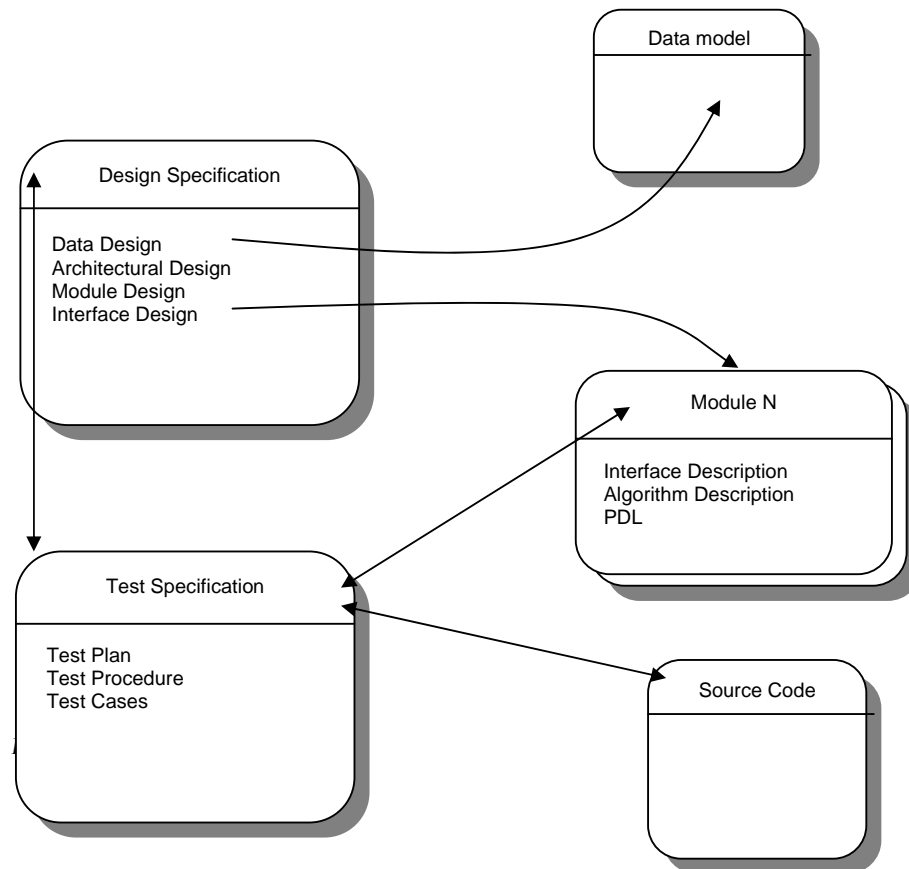 Data model
Design Specification
Data Design
Architectural Design
Module Design
Interface Design
Module N
Interface Description
Algorithm Description
PDL
Test Specification
Test Plan
Test Procedure
Test Cases
Source Code